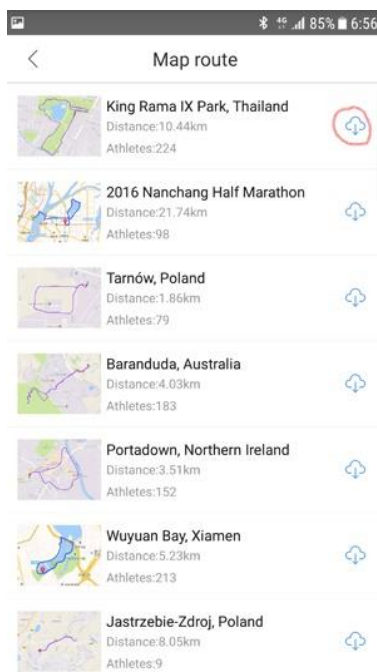 4G 85% 6:56
Map route
King Rama IX Park, Thailand
Distance:10.44km
Athletes:224
2016 Nanchang Half Marathon
Distance:21.74km
Athletes:98
Tarnów, Poland
Distance:1.86km
Athletes:79
Baranduda, Australia
Distance:4.03km
Athletes:183
Portadown, Northern Ireland
Distance:3.51km
Athletes:152
Wuyuan Bay, Xiamen
Distance:5.23km
Athletes:213
Jastrzebie-Zdroj, Poland
Distance:8.05km
Athletes:9